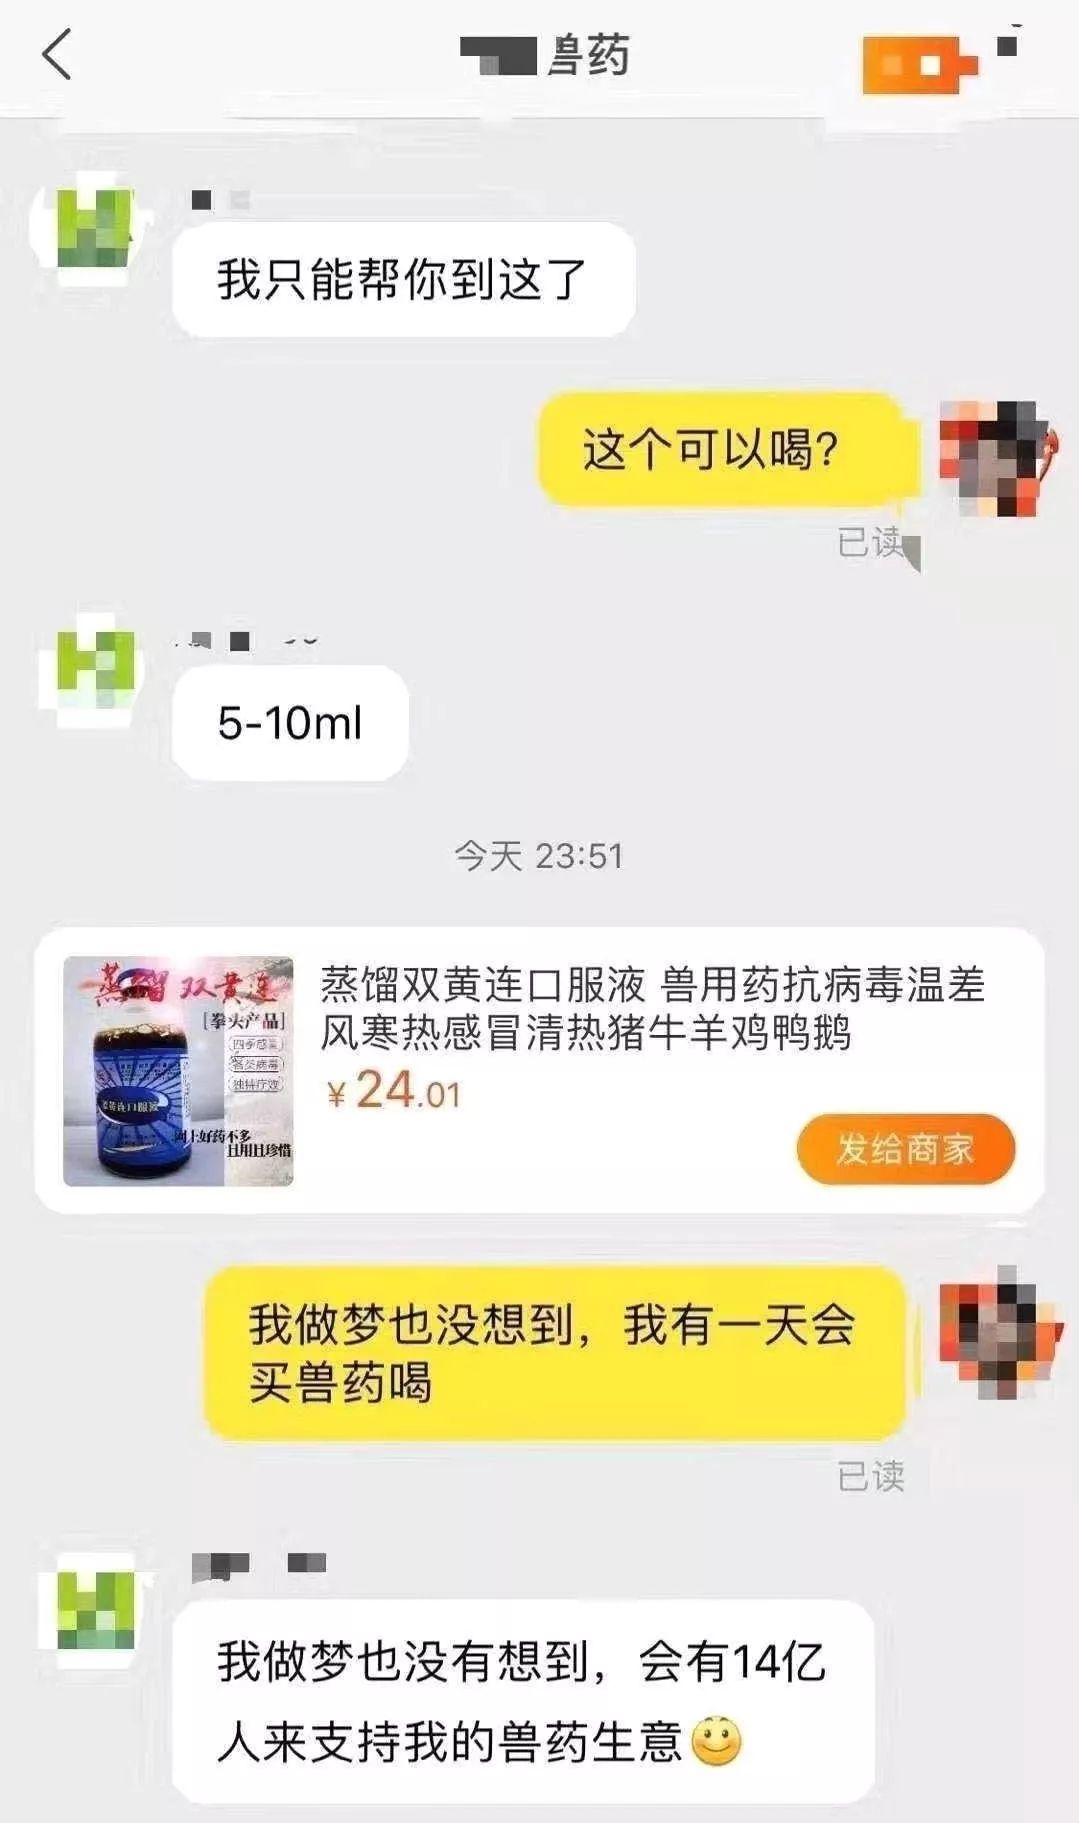 兽药
我只能帮你到这了
这个可以喝?
已读
5-10ml
今天 23:51
蒸馏双黄连
[拳头产品]
四季感冒
各类病毒
独特疗效
双黄连口服液
网上好药不多
且用且珍惜
蒸馏双黄连口服液 兽用药抗病毒温差
风寒热感冒清热猪牛羊鸡鸭鹅
¥24.01
发给商家
我做梦也没想到，我有一天会
买兽药喝
已读
我做梦也没有想到，会有14亿
人来支持我的兽药生意